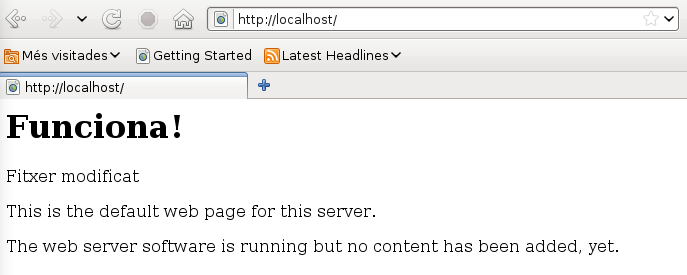 http://localhost/
Més visitades Getting Started Latest Headlines
http://localhost/
Funciona!
Fitxer modificat
This is the default web page for this server.
The web server software is running but no content has been added, yet.